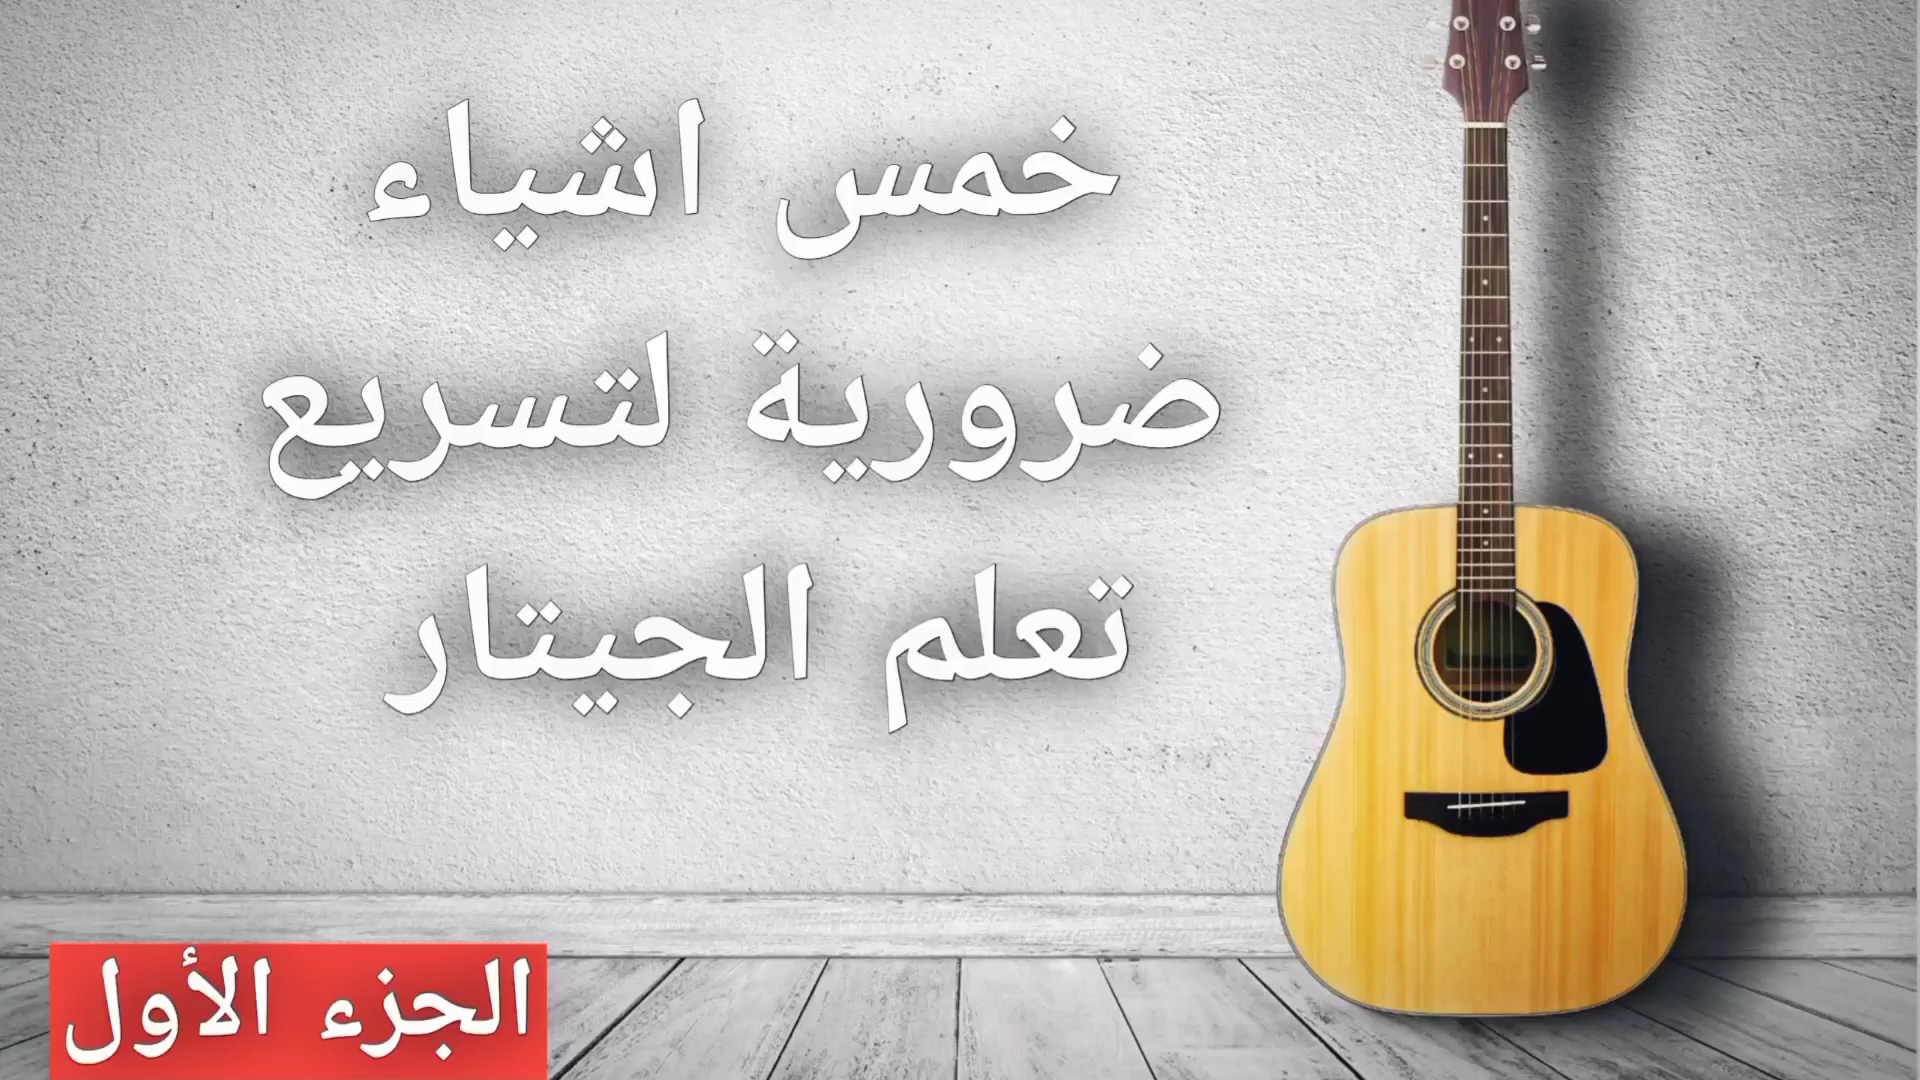 خمس اشياء
ضرورية لتسريع
تعلم الجيتار
الجزء الأول